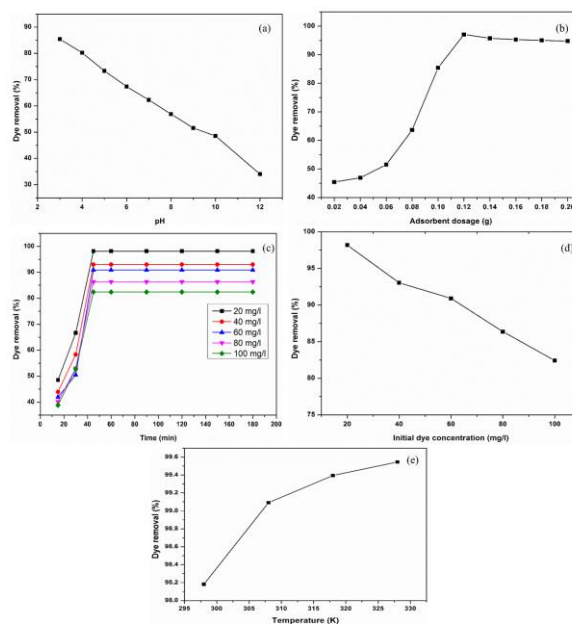 (a)
Dye removal (%)
90
80
70
60
50
40
30
2 4 6 8 10 12
pH
(b)
Dye removal (%)
100
90
80
70
60
50
40
0.02 0.04 0.06 0.08 0.10 0.12 0.14 0.16 0.18 0.20
Adsorbent dosage (g)
(c)
Dye removal (%)
100
90
80
70
60
50
40
20 mg/l
40 mg/l
60 mg/l
80 mg/l
100 mg/l
0 20 40 60 80 100 120 140 160 180 200
Time (min)
(d)
Dye removal (%)
100
95
90
85
80
75
20 40 60 80 100
Initial dye concentration (mg/l)
(e)
Dye removal (%)
99.6
99.4
99.2
99.0
98.8
98.6
98.4
98.2
98.0
295 300 305 310 315 320 325 330
Temperature (K)